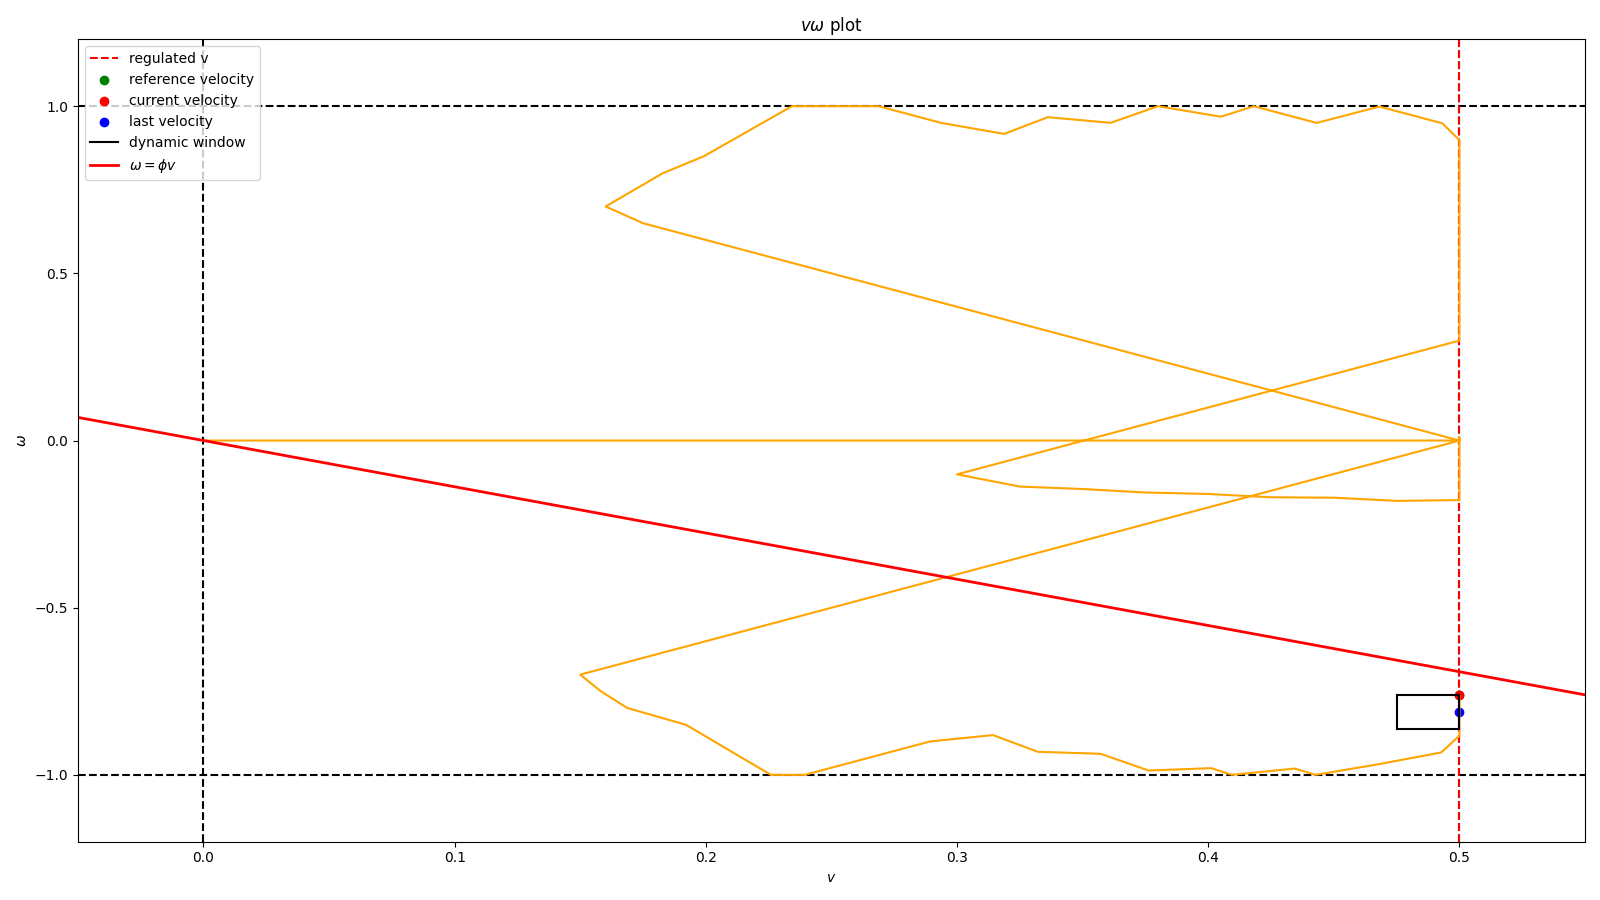 vω plot
regulated v
reference velocity
current velocity
last velocity
dynamic window
ω = ϕv
1.0
0.5
0.0
−0.5
−1.0
ω
0.0 0.1 0.2 0.3 0.4 0.5
v